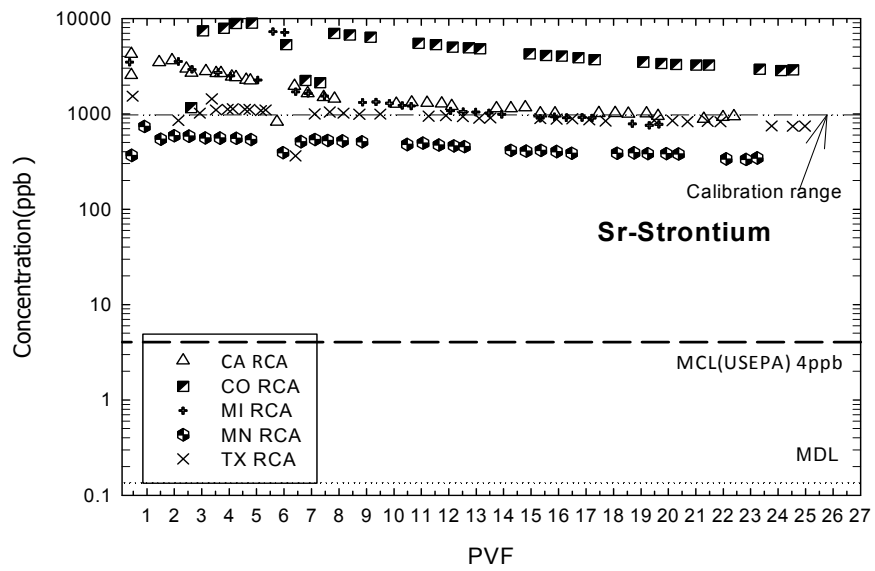 10000
1000
100
10
1
0.1
Concentration(ppb )
Calibration range
Sr-Strontium
MCL(USEPA) 4ppb
MDL
CA RCA
CO RCA
MI RCA
MN RCA
TX RCA
1 2 3 4 5 6 7 8 9 10 11 12 13 14 15 16 17 18 19 20 21 22 23 24 25 26 27
PVF